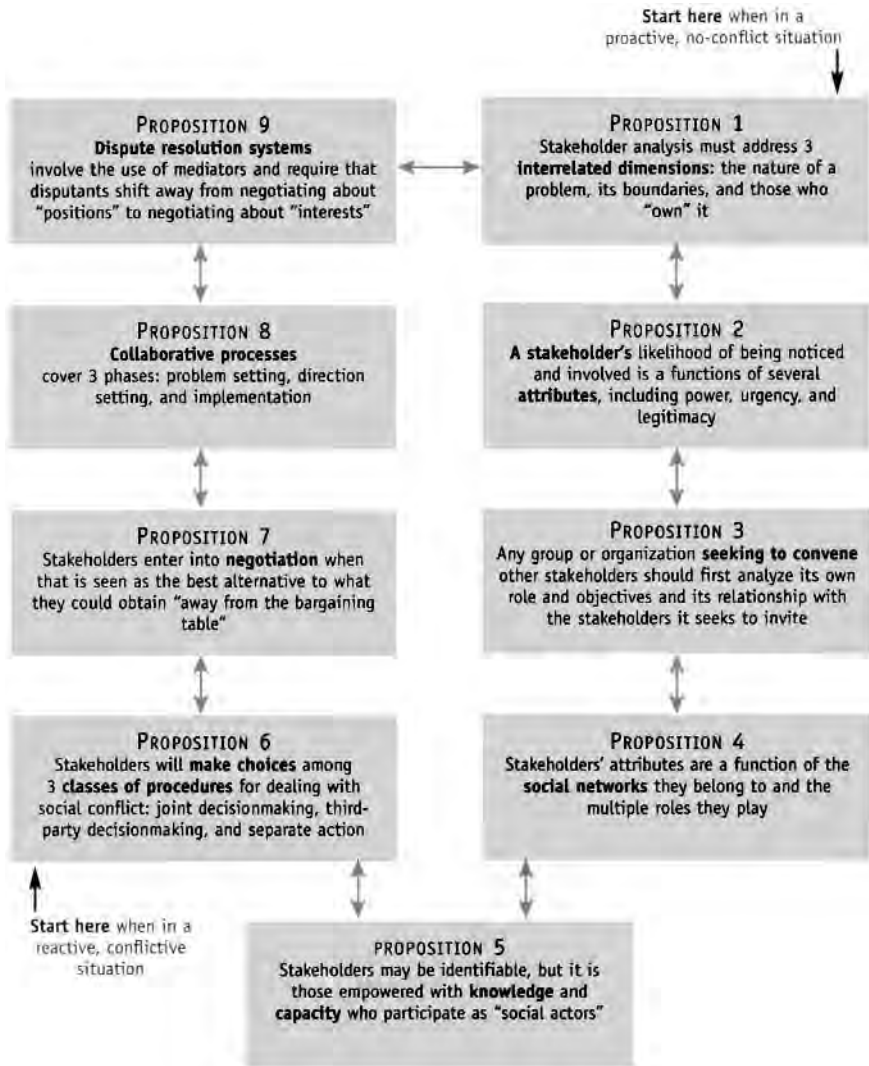 Start here when in a
proactive, no-conflict situation
PROPOSITION 9
Dispute resolution systems
involve the use of mediators and require that
disputants shift away from negotiating about
“positions” to negotiating about “interests”
PROPOSITION 1
Stakeholder analysis must address 3
interrelated dimensions: the nature of a
problem, its boundaries, and those who
“own” it
PROPOSITION 8
Collaborative processes
cover 3 phases: problem setting, direction
setting, and implementation
PROPOSITION 2
A stakeholder’s likelihood of being noticed
and involved is a functions of several
attributes, including power, urgency, and
legitimacy
PROPOSITION 7
Stakeholders enter into negotiation when
that is seen as the best alternative to what
they could obtain “away from the bargaining
table”
PROPOSITION 3
Any group or organization seeking to convene
other stakeholders should first analyze its own
role and objectives and its relationship with
the stakeholders it seeks to invite
PROPOSITION 6
Stakeholders will make choices among
3 classes of procedures for dealing with
social conflict: joint decisionmaking, third-
party decisionmaking, and separate action
PROPOSITION 4
Stakeholders’ attributes are a function of the
social networks they belong to and the
multiple roles they play
Start here when in a
reactive, conflictive
situation
PROPOSITION 5
Stakeholders may be identifiable, but it is
those empowered with knowledge and
capacity who participate as “social actors”